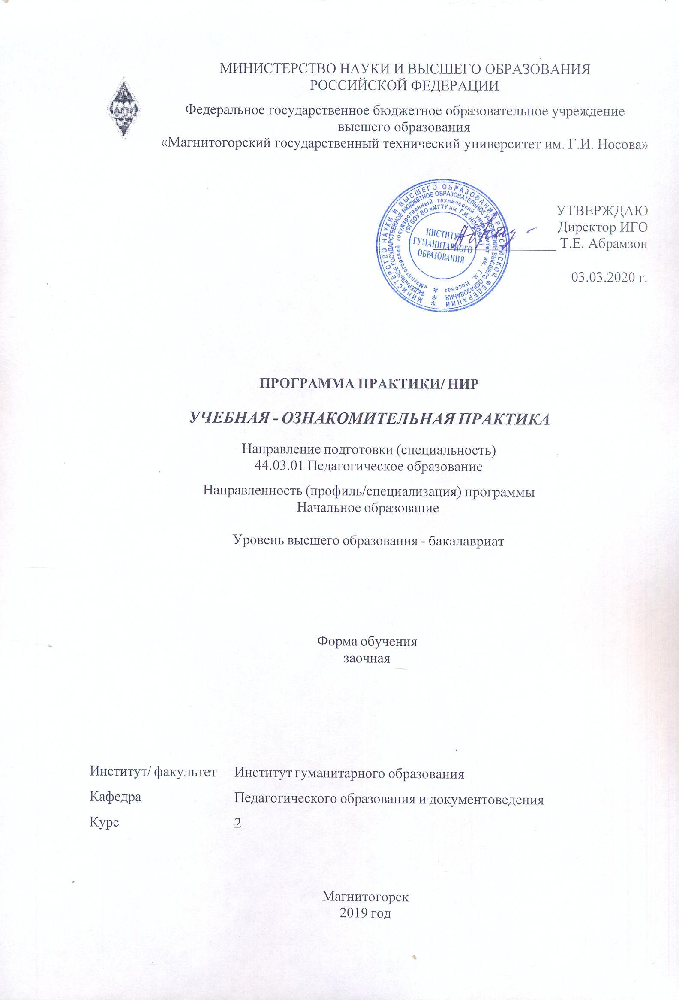 МИНИСТЕРСТВО НАУКИ И ВЫСШЕГО ОБРАЗОВАНИЯ
РОССИЙСКОЙ ФЕДЕРАЦИИ
МГТУ
Федеральное государственное бюджетное образовательное учреждение
высшего образования
«Магнитогорский государственный технический университет им. Г.И. Носова»
МИНИСТЕРСТВО НАУКИ И ВЫСШЕГО ОБРАЗОВАНИЯ РОССИЙСКОЙ ФЕДЕРАЦИИ
ФЕДЕРАЛЬНОЕ ГОСУДАРСТВЕННОЕ БЮДЖЕТНОЕ ОБРАЗОВАТЕЛЬНОЕ УЧРЕЖДЕНИЕ ВЫСШЕГО ОБРАЗОВАНИЯ
«Магнитогорский государственный технический университет им. Г.И. Носова»
(ФГБОУ ВО «МГТУ им. Г.И. НОСОВА»)
ИНСТИТУТ
ГУМАНИТАРНОГО
ОБРАЗОВАНИЯ
УТВЕРЖДАЮ
Директор ИГО
Т.Е. Абрамзон
03.03.2020 г.
ПРОГРАММА ПРАКТИКИ/ НИР
УЧЕБНАЯ - ОЗНАКОМИТЕЛЬНАЯ ПРАКТИКА
Направление подготовки (специальность)
44.03.01 Педагогическое образование
Направленность (профиль/специализация) программы
Начальное образование
Уровень высшего образования - бакалавриат
Форма обучения
заочная
Институт/ факультет Институт гуманитарного образования
Кафедра Педагогического образования и документоведения
Курс 2
Магнитогорск
2019 год